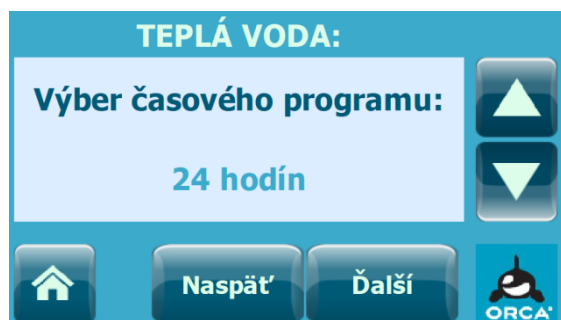 TEPLÁ VODA:
Výber časového programu:
24 hodín
Naspäť
Ďalší
ORCA